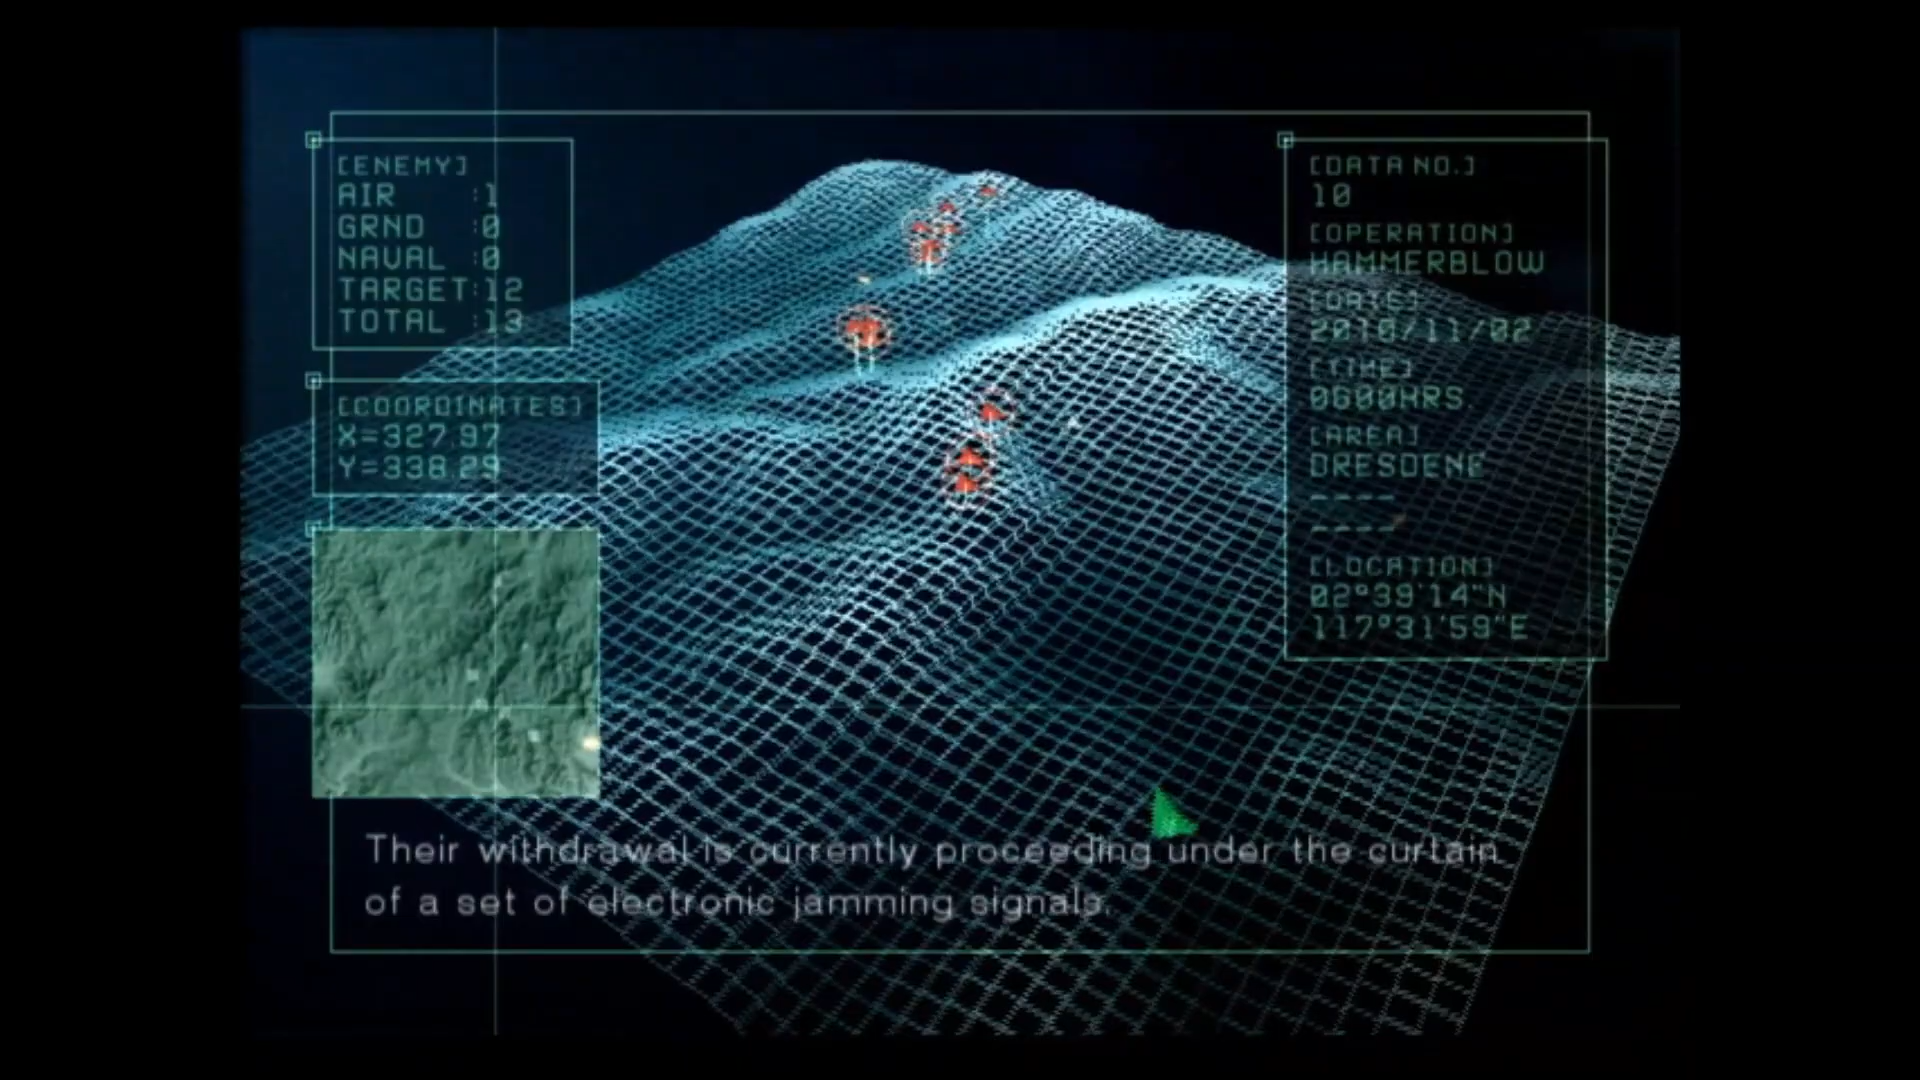 [ENEMY]
AIR :1
GRND :0
NAVAL :0
TARGET:12
TOTAL :13
[COORDINATES]
X=327.97
Y=338.29
[DATA NO.]
10
[OPERATION]
HAMMERBLOW
[DATE]
2010/11/02
[TIME]
0600HRS.
[AREA]
DRESDENE
----
----
[LOCATION]
02°39'14"N
117°31'59"E
Their withdrawal is currently proceeding under the curtain
of a set of electronic jamming signals.